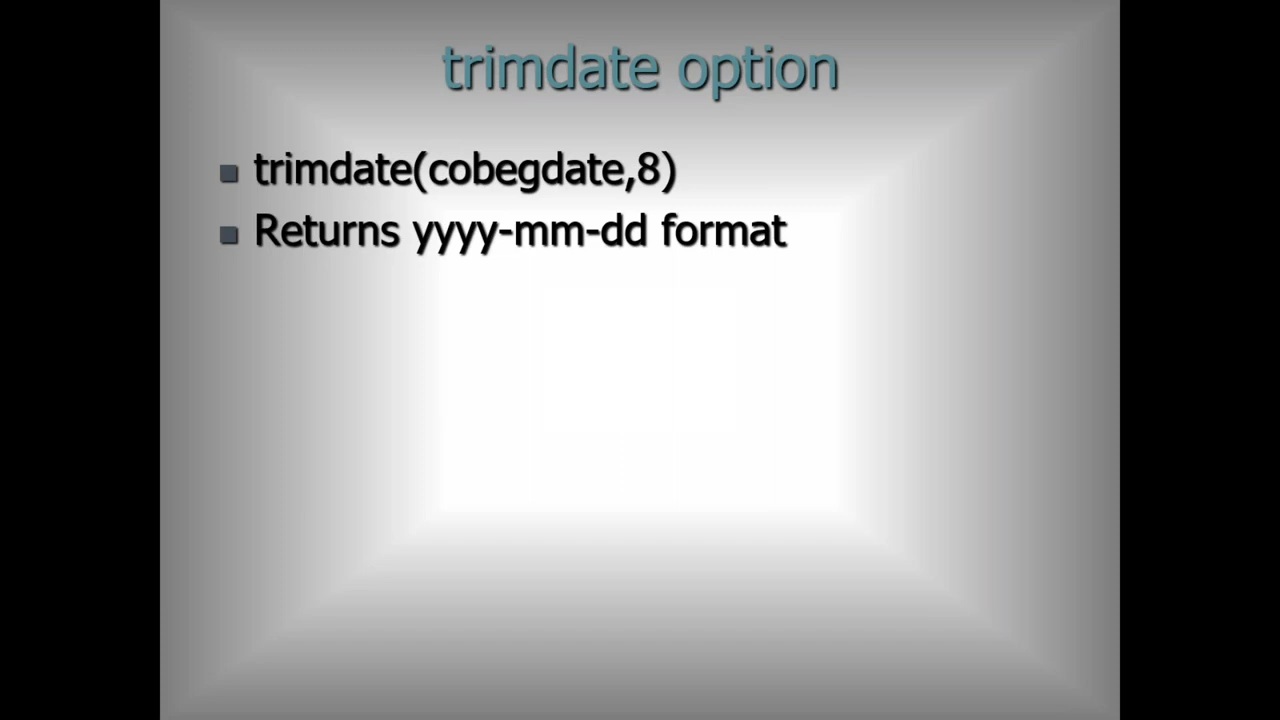 trimdate option
trimdate(cobegdate,8)
Returns yyyy-mm-dd format